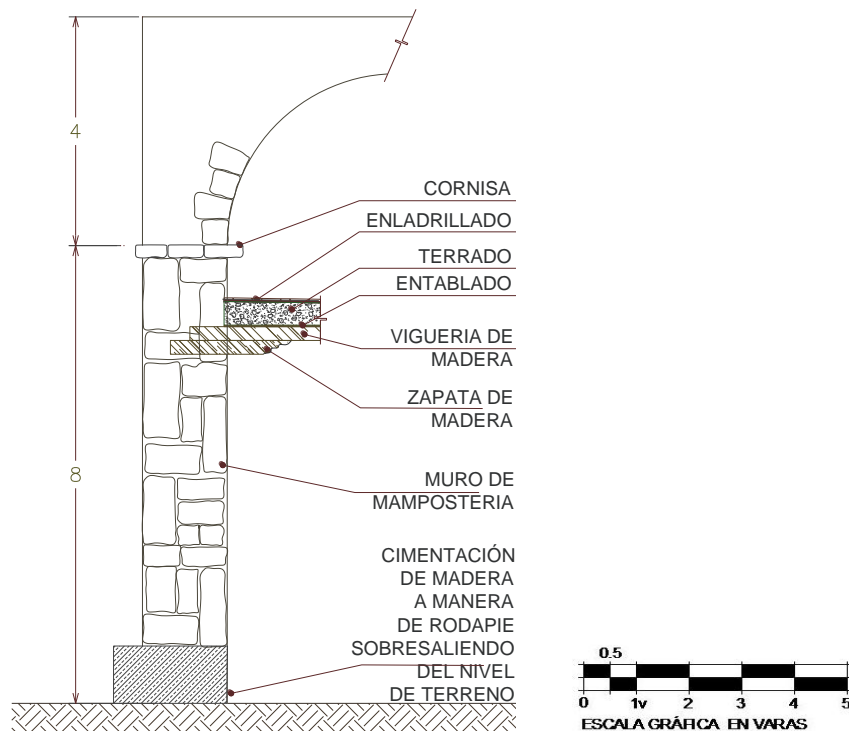 4
CORNISA
ENLADRILLADO
TERRADO
ENTABLADO
VIGUERIA DE
MADERA
ZAPATA DE
MADERA
8
MURO DE
MAMPOSTERIA
CIMENTACIÓN
DE MADERA
A MANERA
DE RODAPIE
SOBRESALIENDO
DEL NIVEL
DE TERRENO
0.5
0 1v 2 3 4 5
ESCALA GRÁFICA EN VARAS